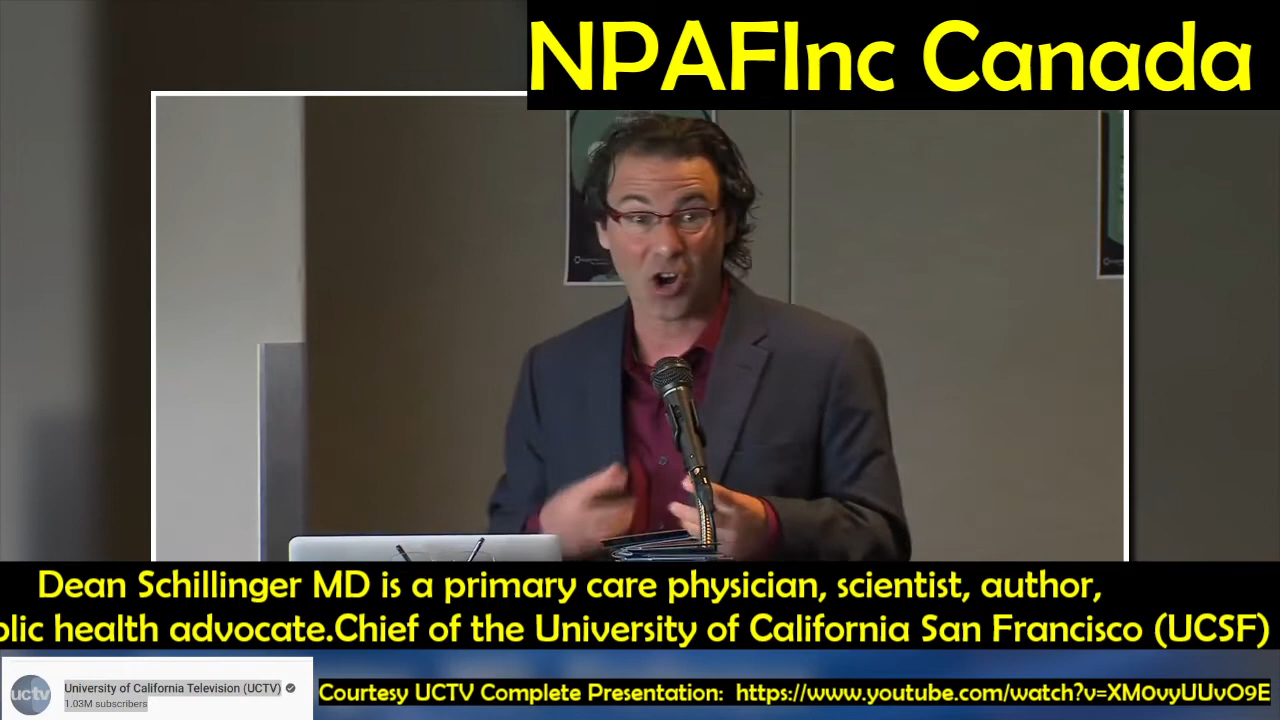 NPAFInc Canada
Dean Schillinger MD is a primary care physician, scientist, author,
health advocate.Chief of the University of California San Francisco (UCSF)
uctv
University of California Television (UCTV)
1.03M subscribers
Courtesy UCTV Complete Presentation: https://www.youtube.com/watch?v=XM0vyUUvO9E